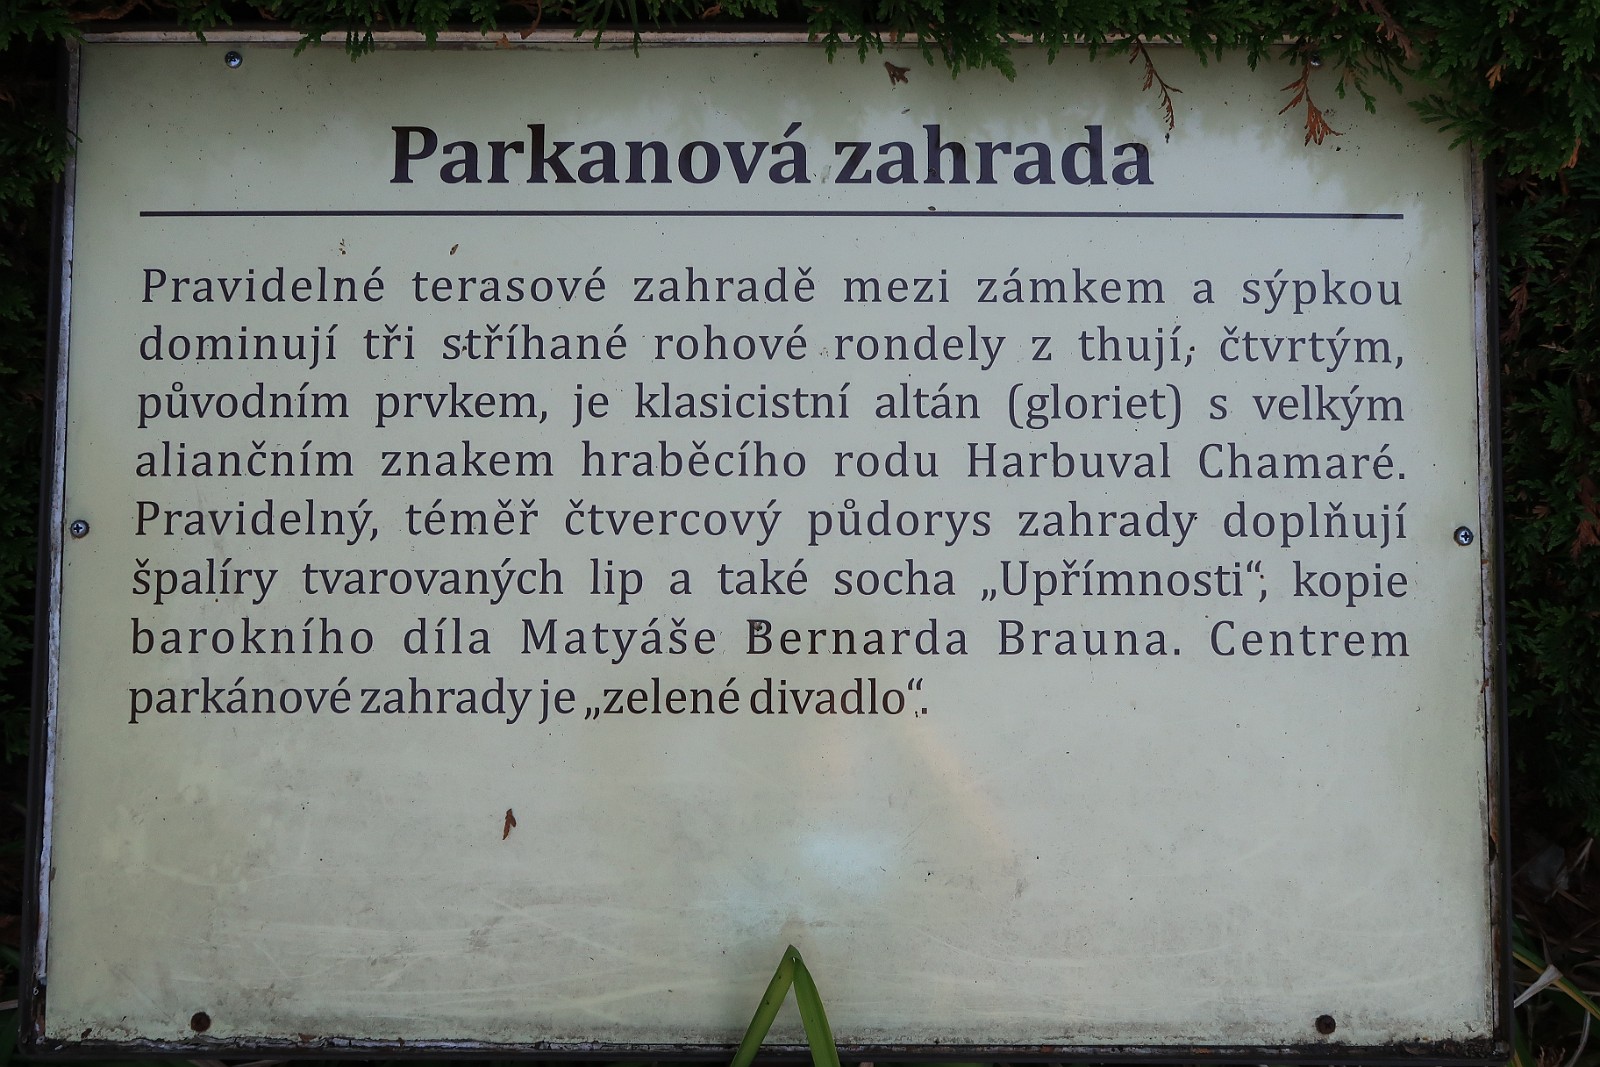 Parkanová zahrada
Pravidelné terasové zahradě mezi zámkem a sýpkou
dominují tři stříhané rohové rondely z thují, čtvrtým,
původním prvkem, je klasicistní altán (gloriet) s velkým
aliančním znakem hraběcího rodu Harbuval Chamaré.
Pravidelný, téměř čtvercový půdorys zahrady doplňují
špalíry tvarovaných lip a také socha „Upřímnosti“, kopie
barokního díla Matyáše Bernarda Brauna. Centrem
parkánové zahrady je „zelené divadlo“.